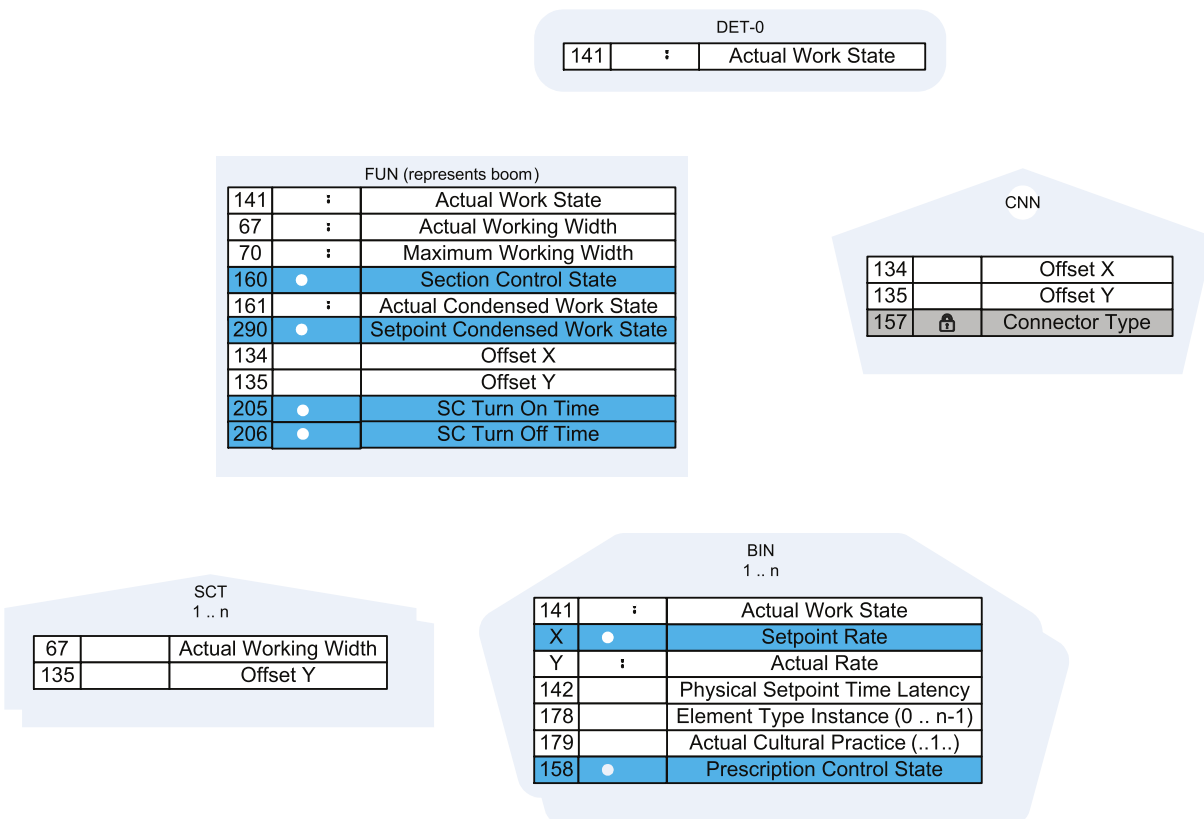 DET-0
141 : Actual Work State
FUN (represents boom)
141 : Actual Work State
67 : Actual Working Width
70 : Maximum Working Width
160 Section Control State
161 : Actual Condensed Work State
290 Setpoint Condensed Work State
134 Offset X
135 Offset Y
205 SC Turn On Time
206 SC Turn Off Time
CNN
134 Offset X
135 Offset Y
157 Connector Type
SCT
1 .. n
67 Actual Working Width
135 Offset Y
BIN
1 .. n
141 : Actual Work State
X Setpoint Rate
Y : Actual Rate
142 Physical Setpoint Time Latency
178 Element Type Instance (0 .. n-1)
179 Actual Cultural Practice (..1..)
158 Prescription Control State